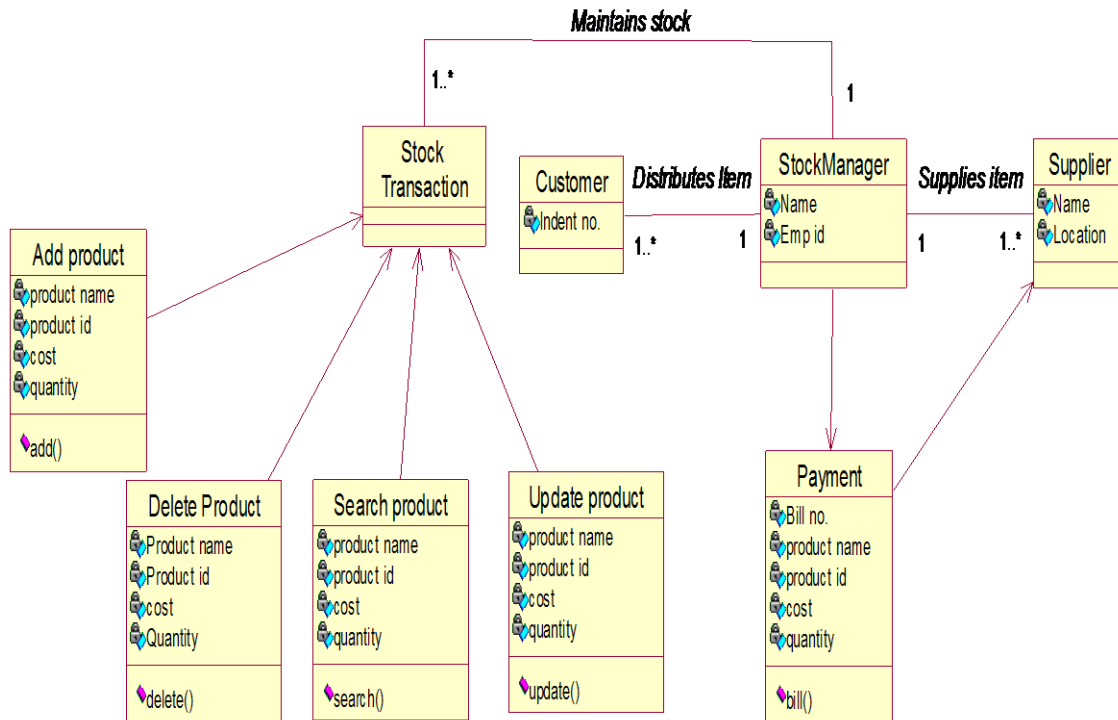 Maintains stock
1..*
1
Stock
Transaction
Customer
Indent no.
Distributes Item
1..*
1
StockManager
Name
Emp id
Supplies item
1
1..*
Supplier
Name
Location
Add product
product name
product id
cost
quantity
add()
Delete Product
Product name
Product id
cost
Quantity
delete()
Search product
product name
product id
cost
quantity
search()
Update product
product name
product id
cost
quantity
update()
Payment
Bill no.
product name
product id
cost
quantity
bill()